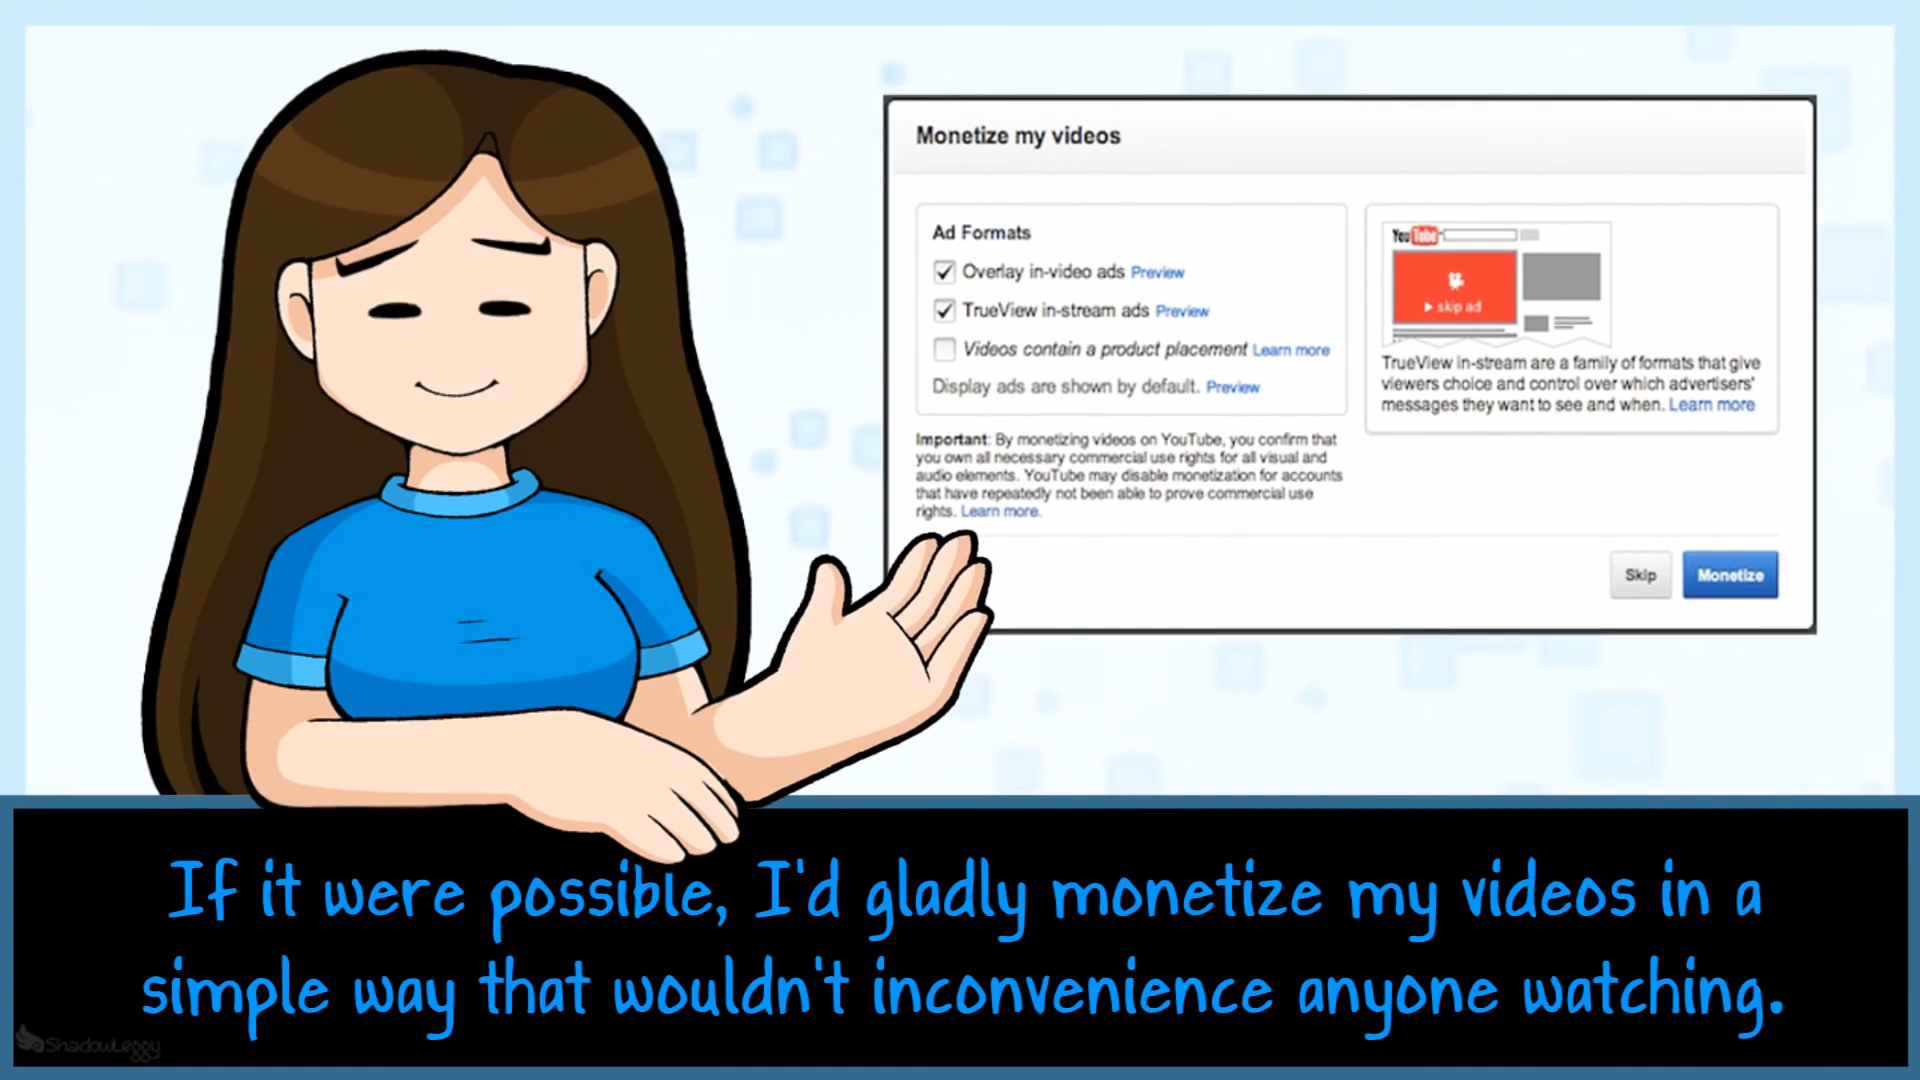 Monetize my videos
Ad Formats
Overlay in-video ads Preview
TrueView in-stream ads Preview
Videos contain a product placement Learn more
Display ads are shown by default. Preview
Important: By monetizing videos on YouTube, you confirm that
you own all necessary commercial use rights for all visual and
audio elements. YouTube may disable monetization for accounts
that have repeatedly not been able to prove commercial use
rights. Learn more.
YouTube
skip ad
TrueView in-stream are a family of formats that give
viewers choice and control over which advertisers'
messages they want to see and when. Learn more
Skip
Monetize
If it were possible, I'd gladly monetize my videos in a
simple way that wouldn't inconvenience anyone watching.
ShadowLeggy